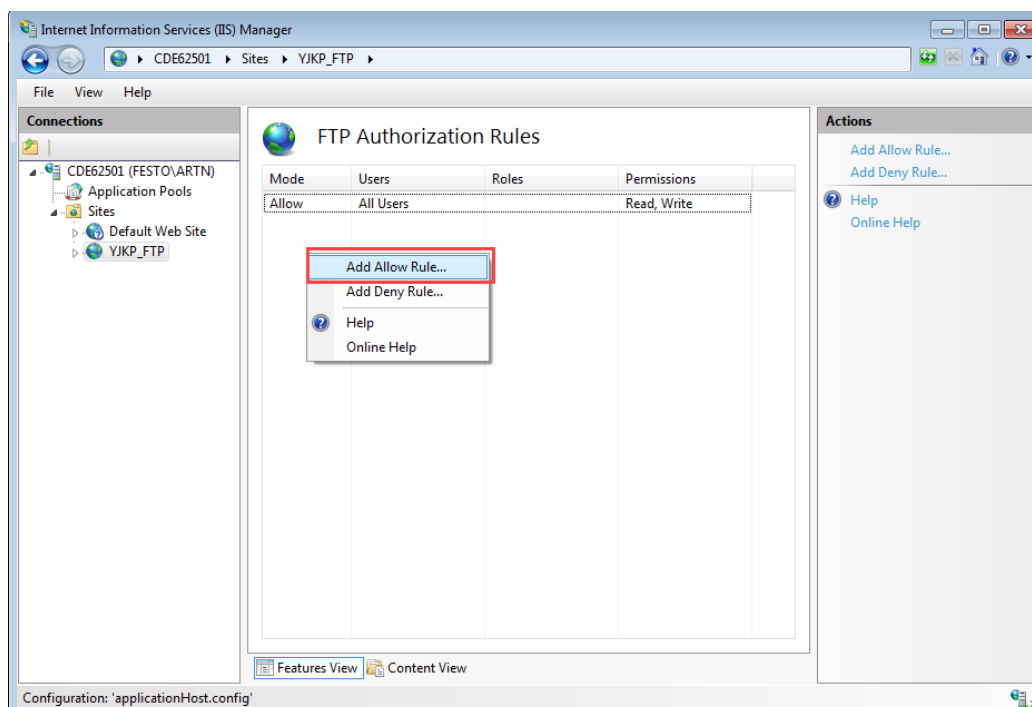 Internet Information Services (IIS) Manager
CDE62501 Sites YJKP_FTP
File View Help
Connections
CDE62501 (FESTO\ARTN)
Application Pools
Sites
Default Web Site
YJKP_FTP
FTP Authorization Rules
Mode Users Roles Permissions
Allow All Users Read, Write
Add Allow Rule...
Add Deny Rule...
Help
Online Help
Features View Content View
Actions
Add Allow Rule...
Add Deny Rule...
Help
Online Help
Configuration: 'applicationHost.config'